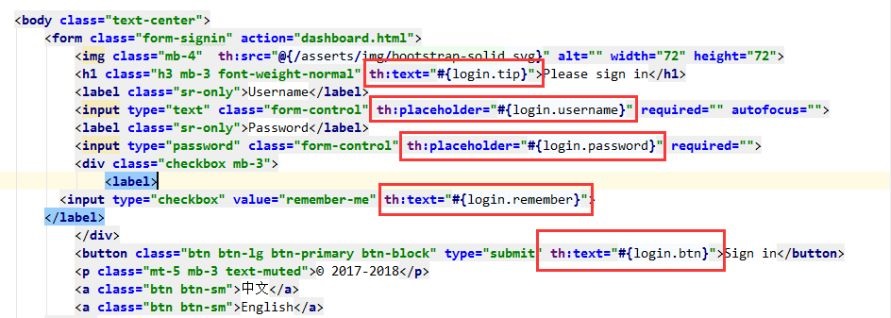 <body class="text-center">
<form class="form-signin" action="dashboard.html">
<img class="mb-4" th:src="@{/asserts/img/bootstrap-solid.svg}" alt="" width="72" height="72">
<h1 class="h3 mb-3 font-weight-normal" th:text="#{login.tip}">Please sign in</h1>
<label class="sr-only">Username</label>
<input type="text" class="form-control" th:placeholder="#{login.username}" required="" autofocus="">
<label class="sr-only">Password</label>
<input type="password" class="form-control" th:placeholder="#{login.password}" required="">
<div class="checkbox mb-3">
<label>
<input type="checkbox" value="remember-me" th:text="#{login.remember}">
</label>
</div>
<button class="btn btn-lg btn-primary btn-block" type="submit" th:text="#{login.btn}">Sign in</button>
<p class="mt-5 mb-3 text-muted">© 2017-2018</p>
<a class="btn btn-sm">中文</a>
<a class="btn btn-sm">English</a>